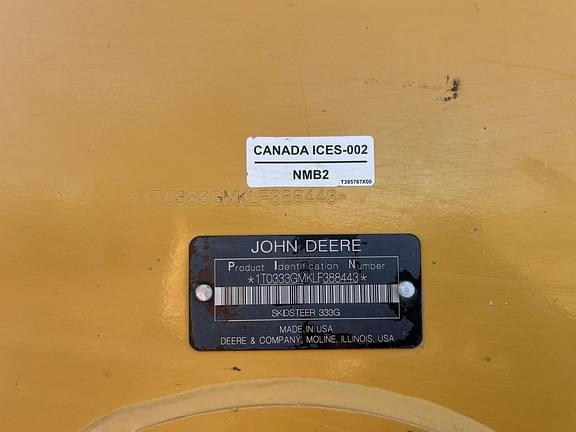 CANADA ICES-002
NMB2
T395787X00
*1T0333GMKLF388443*
JOHN DEERE
Product Identification Number
*1T0333GMKLF388443*
SKIDSTEER 333G
MADE IN USA
DEERE & COMPANY, MOLINE, ILLINOIS, USA